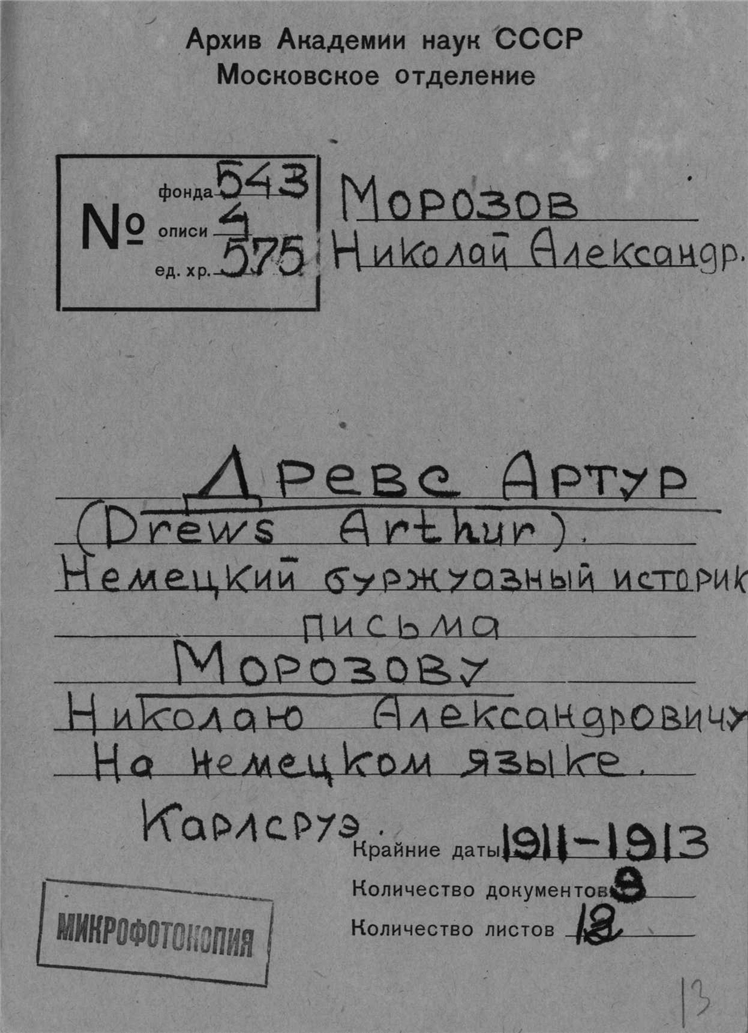 Архив Академии наук СССР
Московское отделение
№
фонда 543
описи 4
ед. хр. 575
Морозов
Николай Александр.
Древс Артур
(Drews Arthur).
Немецкий буржуазный историк
письма
Морозову
Николаю Александровичу
На немецком языке.
Карлсруэ.
Крайние даты 1911-1913
Количество документов
Количество листов
МИКРОФОТОКОПИЯ
13